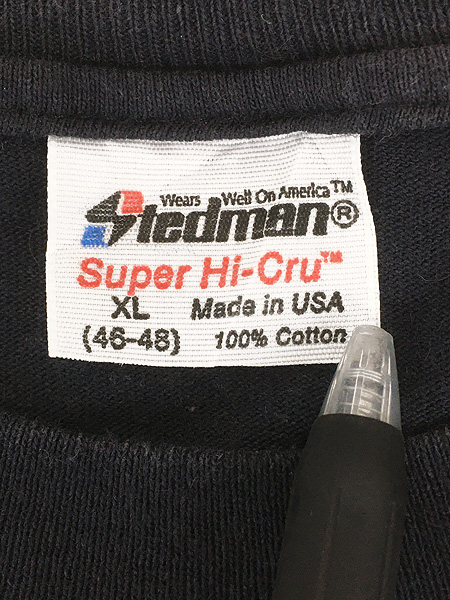 Wears Well On America™
Stedman®
Super Hi-Cru™
XL Made in USA
(46-48) 100% Cotton